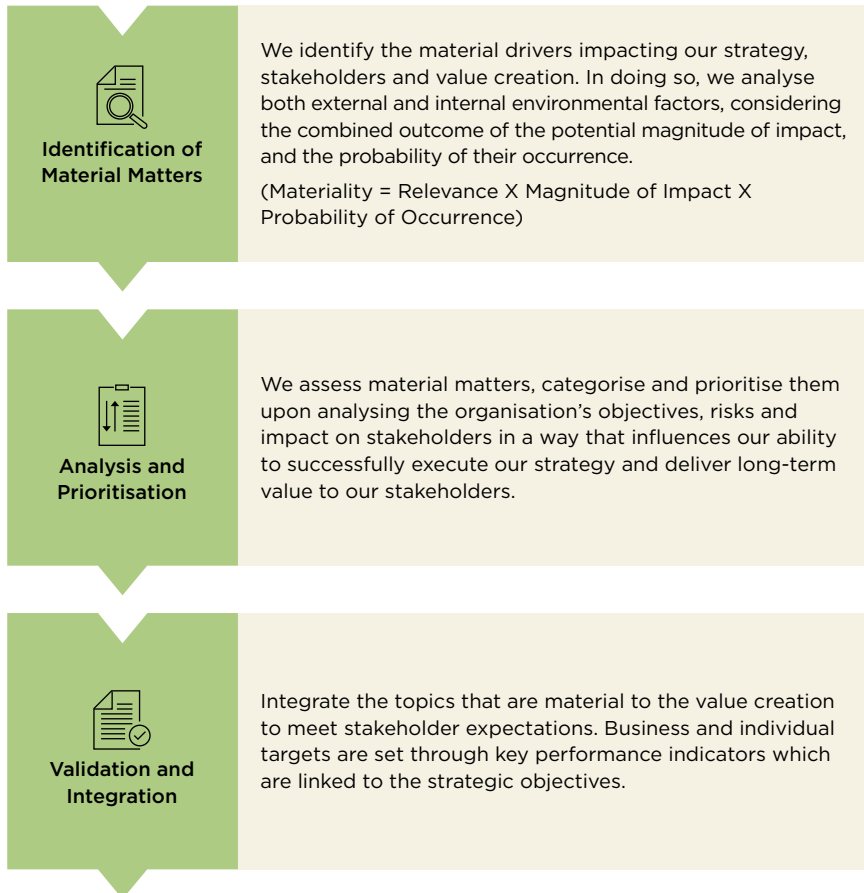 Identification of
Material Matters
We identify the material drivers impacting our strategy,
stakeholders and value creation. In doing so, we analyse
both external and internal environmental factors, considering
the combined outcome of the potential magnitude of impact,
and the probability of their occurrence.
(Materiality = Relevance X Magnitude of Impact X
Probability of Occurrence)
Analysis and
Prioritisation
We assess material matters, categorise and prioritise them
upon analysing the organisation’s objectives, risks and
impact on stakeholders in a way that influences our ability
to successfully execute our strategy and deliver long-term
value to our stakeholders.
Validation and
Integration
Integrate the topics that are material to the value creation
to meet stakeholder expectations. Business and individual
targets are set through key performance indicators which
are linked to the strategic objectives.